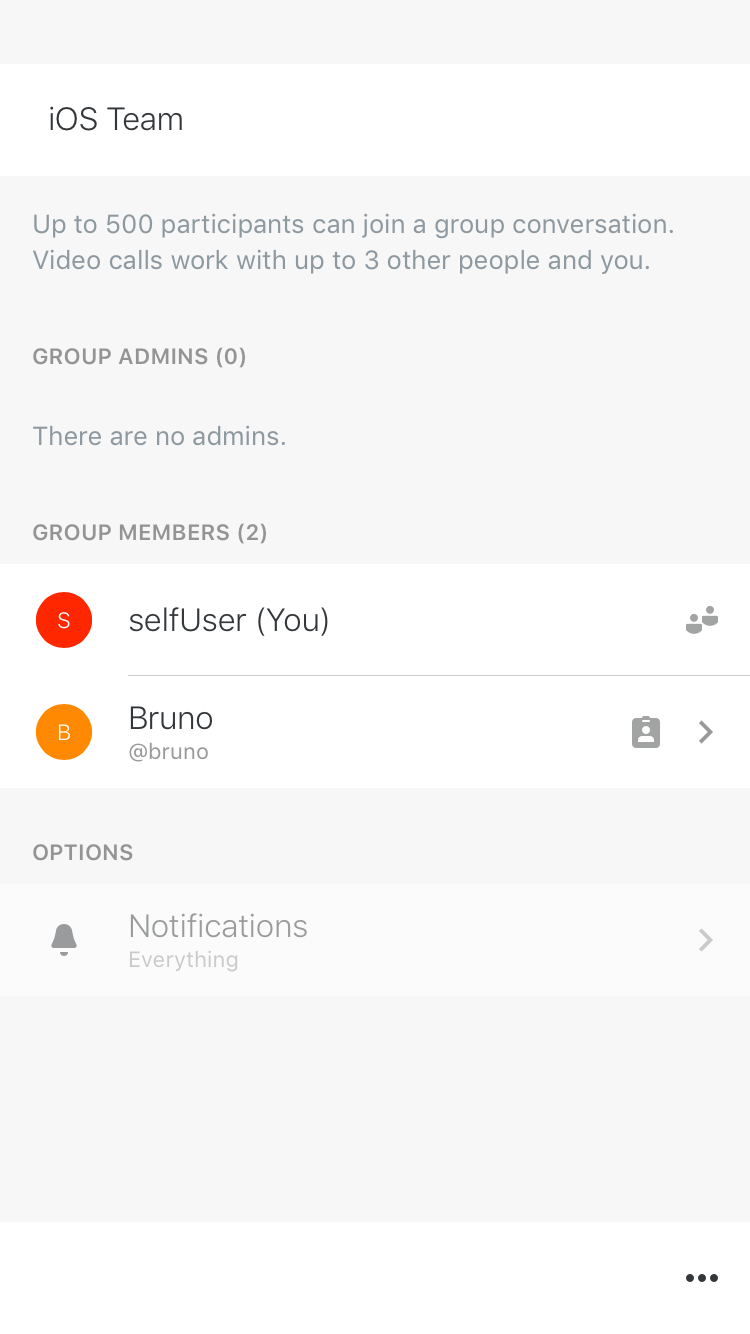 iOS Team
Up to 500 participants can join a group conversation.
Video calls work with up to 3 other people and you.
GROUP ADMINS (0)
There are no admins.
GROUP MEMBERS (2)
S
selfUser (You)
B
Bruno
@bruno
OPTIONS
Notifications
Everything